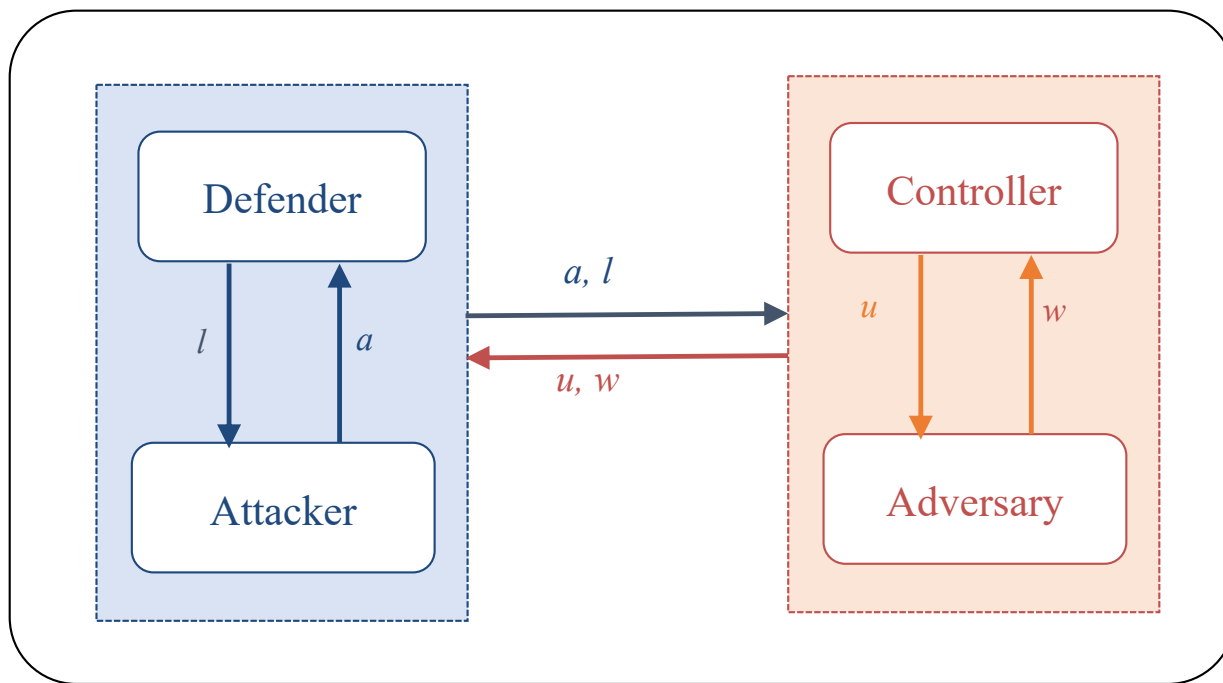 Defender
l
a
Attacker
a, l
u, w
Controller
u
w
Adversary